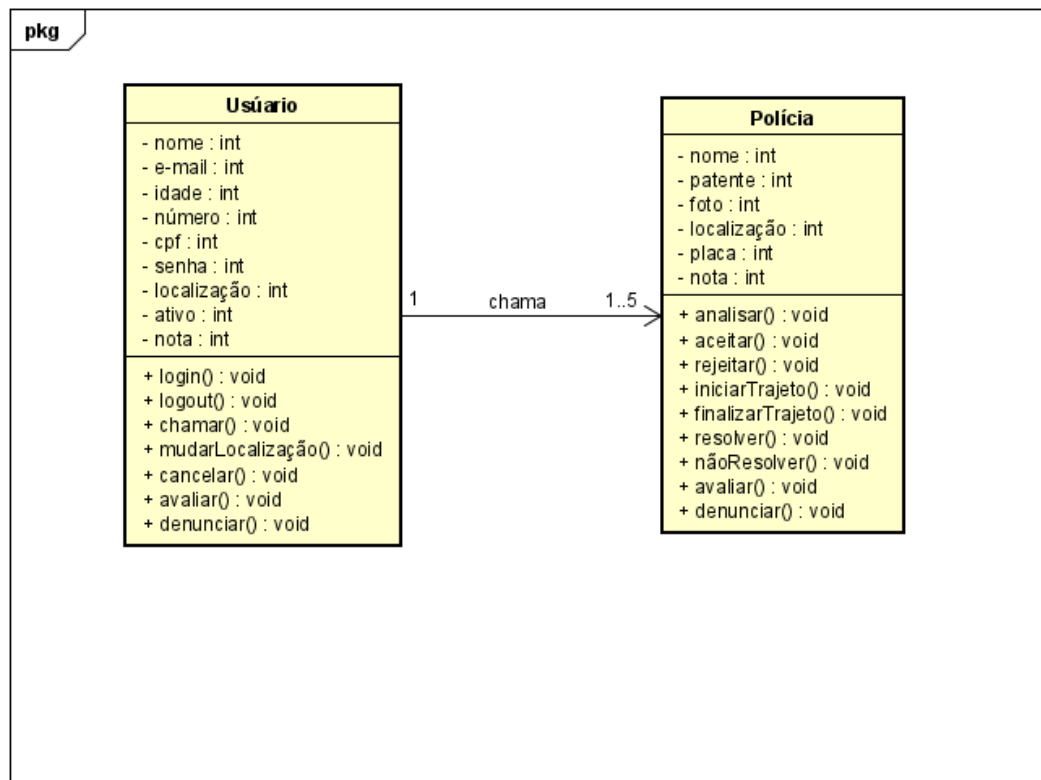 pkg
Usúario
- nome : int
- e-mail : int
- idade : int
- número : int
- cpf : int
- senha : int
- localização : int
- ativo : int
- nota : int
+ login() : void
+ logout() : void
+ chamar() : void
+ mudarLocalização() : void
+ cancelar() : void
+ avaliar() : void
+ denunciar() : void
1
chama
1..5
Polícia
- nome : int
- patente : int
- foto : int
- localização : int
- placa : int
- nota : int
+ analisar() : void
+ aceitar() : void
+ rejeitar() : void
+ iniciarTrajeto() : void
+ finalizarTrajeto() : void
+ resolver() : void
+ nãoResolver() : void
+ avaliar() : void
+ denunciar() : void